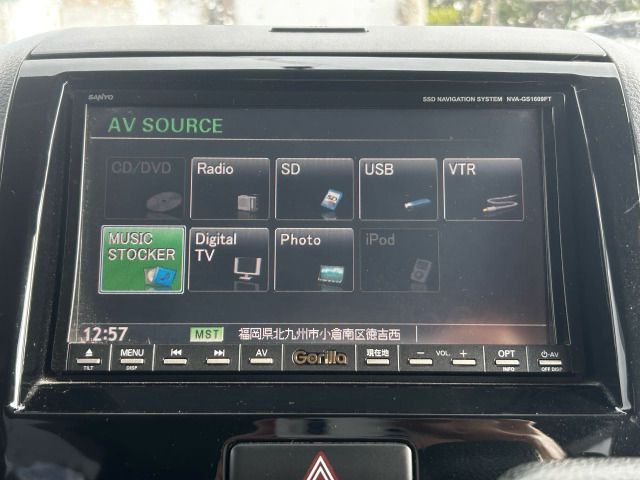 SANYO
SSD NAVIGATION SYSTEM NVA-GS1609FT
AV SOURCE
CD/DVD
Radio
SD
USB
VTR
MUSIC
STOCKER
Digital
TV
Photo
iPod
12:57
MST
福岡県北九州市小倉南区徳吉西
TILT
MENU
DISP
AV
Gorilla
現在地
VOL
OPT
INFO
AV
OFF DISP